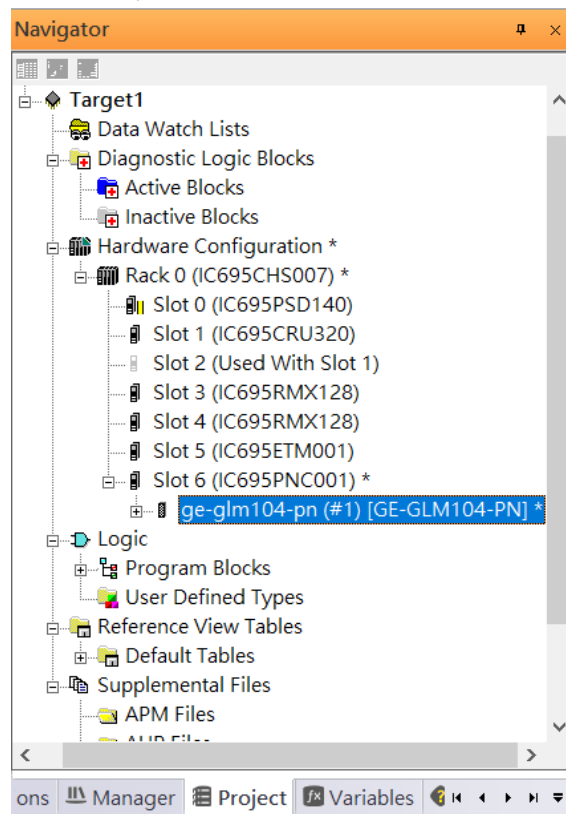 Navigator
Target1
Data Watch Lists
Diagnostic Logic Blocks
Active Blocks
Inactive Blocks
Hardware Configuration *
Rack 0 (IC695CHS007) *
Slot 0 (IC695PSD140)
Slot 1 (IC695CRU320)
Slot 2 (Used With Slot 1)
Slot 3 (IC695RMX128)
Slot 4 (IC695RMX128)
Slot 5 (IC695ETM001)
Slot 6 (IC695PNC001) *
ge-glm104-pn (#1) [GE-GLM104-PN] *
Logic
Program Blocks
User Defined Types
Reference View Tables
Default Tables
Supplemental Files
APM Files
ons Manager Project Variables